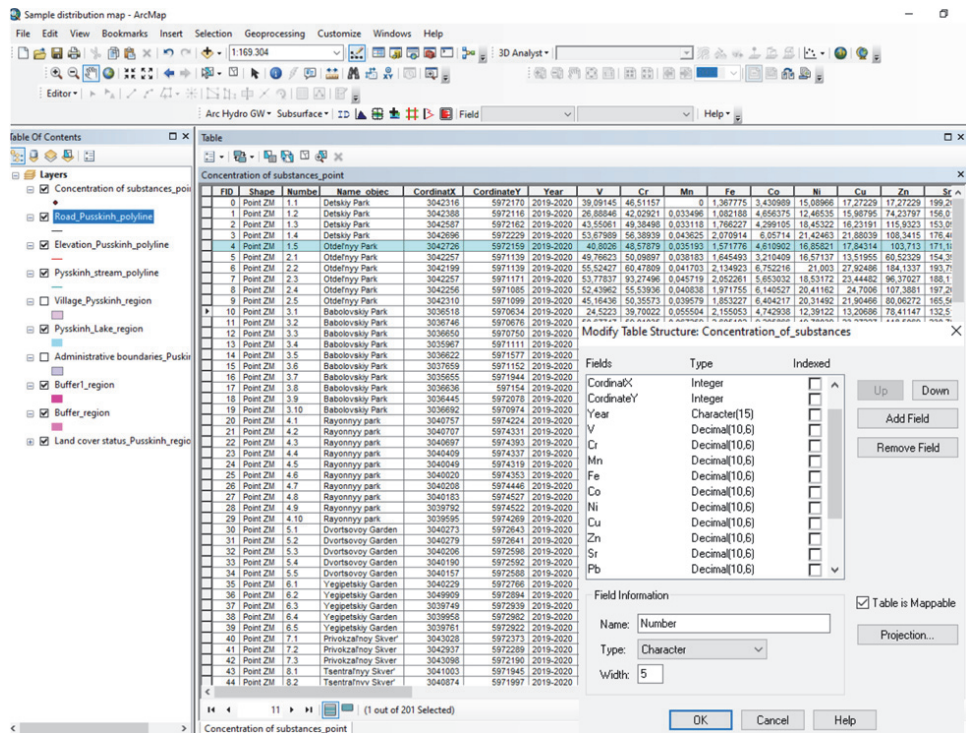 Sample distribution map - ArcMap
File Edit View Bookmarks Insert Selection Geoprocessing Customize Windows Help
1:169.304 3D Analyst
Editor
Arc Hydro GW Subsurface ID Field Help
Table Of Contents
Layers
Concentration of substances_poi
Road_Pusskinh_polyline
Elevation_Pusskinh_polyline
Pysskinh_stream_polyline
Village_Pysskinh_region
Pysskinh_Lake_region
Administrative boundaries_Puski
Buffer1_region
Buffer_region
Land cover status_Pusskinh_regio
Table
Concentration of substances_point
FID Shape Numbe Name_objec CordinatX CordinateY Year V Cr Mn Fe Co Ni Cu Zn Sr
0 Point ZM 1.1 Detskiy Park 3042316 5972170 2019-2020 39,09145 46,51157 0 1,367775 3,430989 15,08966 17,27229 17,27229 199,2
1 Point ZM 1.2 Detskiy Park 3042388 5972116 2019-2020 26,88846 42,02921 0,033496 1,082188 4,656375 12,46535 15,98795 74,23797 156,0
2 Point ZM 1.3 Detskiy Park 3042587 5972162 2019-2020 43,55061 49,38498 0,033118 1,766227 4,299105 18,45322 16,23191 115,9323 153,0
3 Point ZM 1.4 Detskiy Park 3042696 5972229 2019-2020 53,67989 56,38939 0,043625 2,070914 6,05714 21,42463 21,88039 108,3415 176,4
4 Point ZM 1.5 Otdel'nyy Park 3042726 5972159 2019-2020 40,8026 48,57879 0,035193 1,571776 4,610902 16,85821 17,84314 103,713 171,1
5 Point ZM 2.1 Otdel'nyy Park 3042257 5971139 2019-2020 49,76623 50,09897 0,038183 1,645493 3,210409 16,57137 13,51955 60,52329 154,3
6 Point ZM 2.2 Otdel'nyy Park 3042199 5971139 2019-2020 55,52427 60,47809 0,041703 2,134923 6,752216 21,003 27,92486 184,1337 193,7
7 Point ZM 2.3 Otdel'nyy Park 3042257 5971171 2019-2020 53,77837 93,27496 0,045719 2,052261 5,653032 18,53172 23,44482 96,37027 188,1
8 Point ZM 2.4 Otdel'nyy Park 3042256 5971085 2019-2020 52,43962 55,53936 0,040838 1,971755 6,140527 20,41162 24,7006 107,3881 197,2
9 Point ZM 2.5 Otdel'nyy Park 3042310 5971099 2019-2020 45,16436 50,35573 0,039579 1,853227 6,404217 20,31492 21,90466 80,06272 165,5
10 Point ZM 3.1 Babolovskiy Park 3036518 5970634 2019-2020 24,5223 39,70022 0,055504 2,155053 4,742938 12,39122 13,20686 78,41147 132,5
11 Point ZM 3.2 Babolovskiy Park 3036746 5970676 2019-2020
12 Point ZM 3.3 Babolovskiy Park 3036650 5970750 2019-2020
13 Point ZM 3.4 Babolovskiy Park 3035967 5971111 2019-2020
14 Point ZM 3.5 Babolovskiy Park 3036622 5971577 2019-2020
15 Point ZM 3.6 Babolovskiy Park 3037659 5971152 2019-2020
16 Point ZM 3.7 Babolovskiy Park 3035655 5971944 2019-2020
17 Point ZM 3.8 Babolovskiy Park 3036636 597154 2019-2020
18 Point ZM 3.9 Babolovskiy Park 3036445 5972078 2019-2020
19 Point ZM 3.10 Babolovskiy Park 3036692 5970974 2019-2020
20 Point ZM 4.1 Rayonnyy park 3040757 5974224 2019-2020
21 Point ZM 4.2 Rayonnyy park 3040707 5974331 2019-2020
22 Point ZM 4.3 Rayonnyy park 3040697 5974393 2019-2020
23 Point ZM 4.4 Rayonnyy park 3040409 5974337 2019-2020
24 Point ZM 4.5 Rayonnyy park 3040049 5974319 2019-2020
25 Point ZM 4.6 Rayonnyy park 3040020 5974353 2019-2020
26 Point ZM 4.7 Rayonnyy park 3040208 5974446 2019-2020
27 Point ZM 4.8 Rayonnyy park 3040183 5974527 2019-2020
28 Point ZM 4.9 Rayonnyy park 3039792 5974522 2019-2020
29 Point ZM 4.10 Rayonnyy park 3039595 5974269 2019-2020
30 Point ZM 5.1 Dvortsovoy Garden 3040273 5972643 2019-2020
31 Point ZM 5.2 Dvortsovoy Garden 3040279 5972641 2019-2020
32 Point ZM 5.3 Dvortsovoy Garden 3040206 5972598 2019-2020
33 Point ZM 5.4 Dvortsovoy Garden 3040190 5972592 2019-2020
34 Point ZM 5.5 Dvortsovoy Garden 3040157 5972588 2019-2020
35 Point ZM 6.1 Yegipetskiy Garden 3040229 5972766 2019-2020
36 Point ZM 6.2 Yegipetskiy Garden 3049909 5972894 2019-2020
37 Point ZM 6.3 Yegipetskiy Garden 3039749 5972939 2019-2020
38 Point ZM 6.4 Yegipetskiy Garden 3039958 5972982 2019-2020
39 Point ZM 6.5 Yegipetskiy Garden 3039761 5972922 2019-2020
40 Point ZM 7.1 Privokzal'noy Skver' 3043028 5972373 2019-2020
41 Point ZM 7.2 Privokzal'noy Skver 3042937 5972289 2019-2020
42 Point ZM 7.3 Privokzal'noy Skver 3043098 5972190 2019-2020
43 Point ZM 8.1 Tsentral'nyy Skver' 3041003 5971945 2019-2020
44 Point ZM 8.2 Tsentral'nyy Skver' 3040874 5971997 2019-2020
11 (1 out of 201 Selected)
Concentration of substances_point
Modify Table Structure: Concentration_of_substances
Fields Type Indexed
CordinatX Integer
CordinateY Integer
Year Character(15)
V Decimal(10,6)
Cr Decimal(10,6)
Mn Decimal(10,6)
Fe Decimal(10,6)
Co Decimal(10,6)
Ni Decimal(10,6)
Cu Decimal(10,6)
Zn Decimal(10,6)
Sr Decimal(10,6)
Pb Decimal(10,6)
Up Down
Add Field
Remove Field
Field Information
Name: Number
Type: Character
Width: 5
Table is Mappable
Projection...
OK Cancel Help